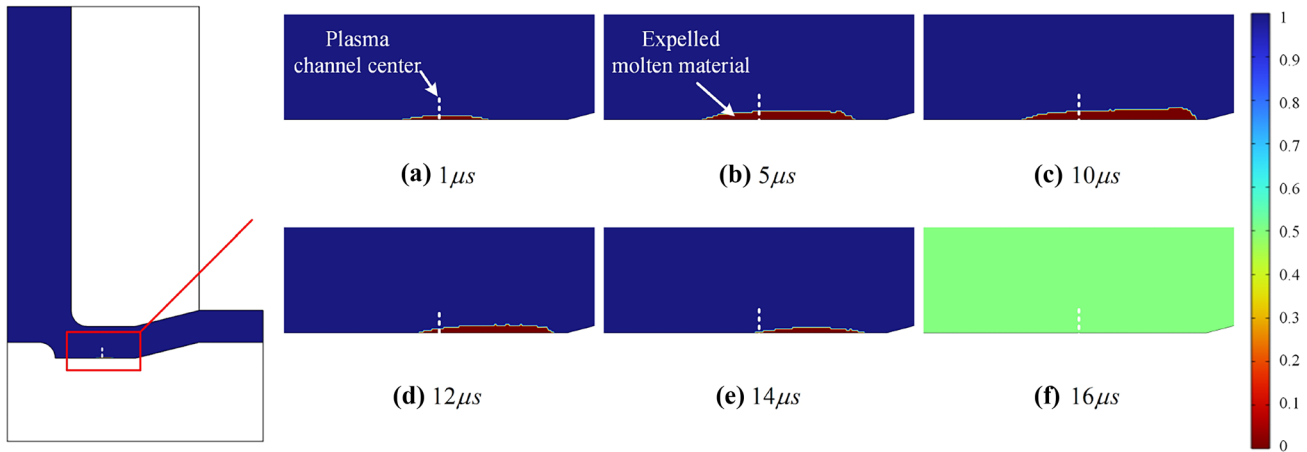 Plasma
channel center
Expelled
molten material
(a) 1μs
(b) 5μs
(c) 10μs
(d) 12μs
(e) 14μs
(f) 16μs
1
0.9
0.8
0.7
0.6
0.5
0.4
0.3
0.2
0.1
0